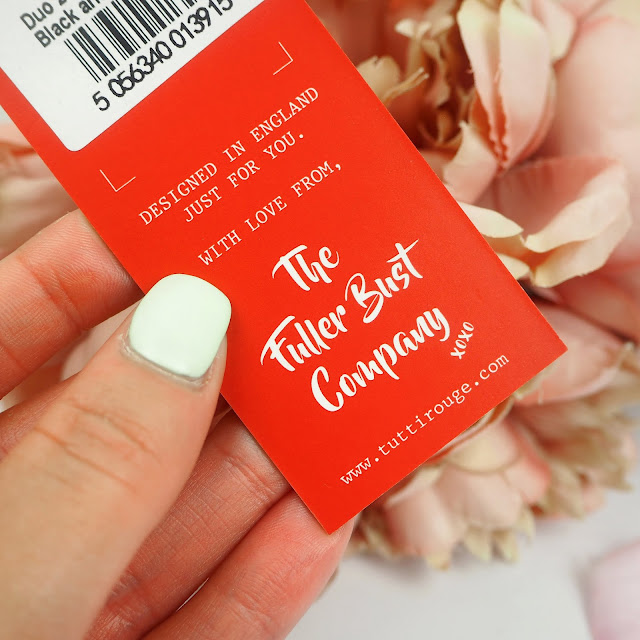 Duo
Black
5 056340 013915
DESIGNED IN ENGLAND
JUST FOR YOU.
WITH LOVE FROM,
The
Fuller Bust
Company
xoxo
www.tuttirouge.com